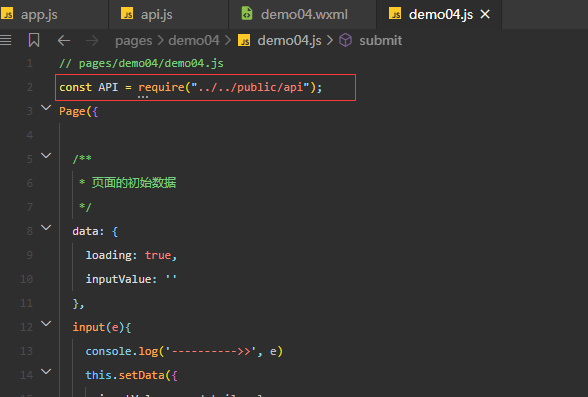 app.js api.js demo04.wxml demo04.js
pages > demo04 > demo04.js > submit
1 // pages/demo04/demo04.js
2 const API = require("../../public/api");
3 Page({
4
5 /**
6 * 页面的初始数据
7 */
8 data: {
9 loading: true,
10 inputValue: ''
11 },
12 input(e){
13 console.log('---------->>', e)
14 this.setData({